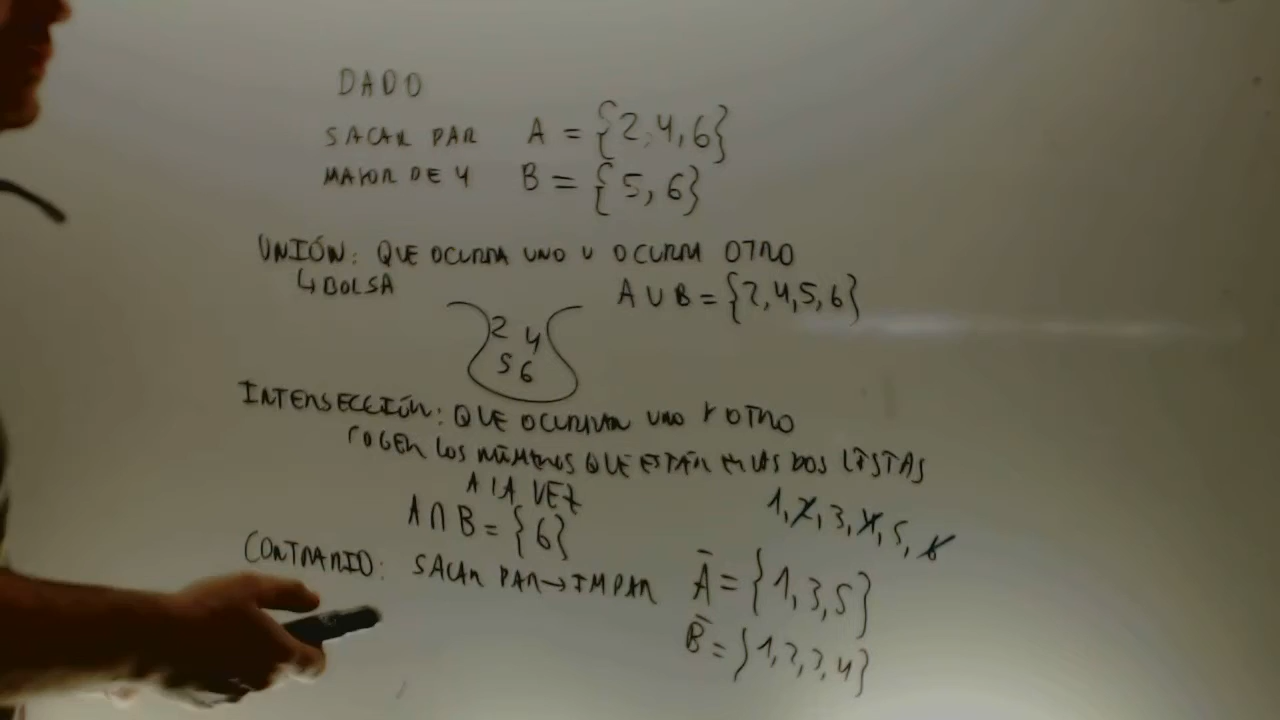 DADO
SACAR PAR A = {2,4,6}
MAYOR DE 4 B = {5,6}
UNIÓN: QUE OCURRA UNO U OCURRA OTRO
↳ BOLSA
A ∪ B = {2,4,5,6}
2 4
5 6
INTERSECCIÓN: QUE OCURRAN UNO Y OTRO
COGER LOS NÚMEROS QUE ESTÁN EN LAS DOS LISTAS
A LA VEZ
A ∩ B = {6}
1, 2, 3, 4, 5, 6
CONTRARIO: SACAR PAR → IMPAR Ā = {1,3,5}
B̄ = {1,2,3,4}